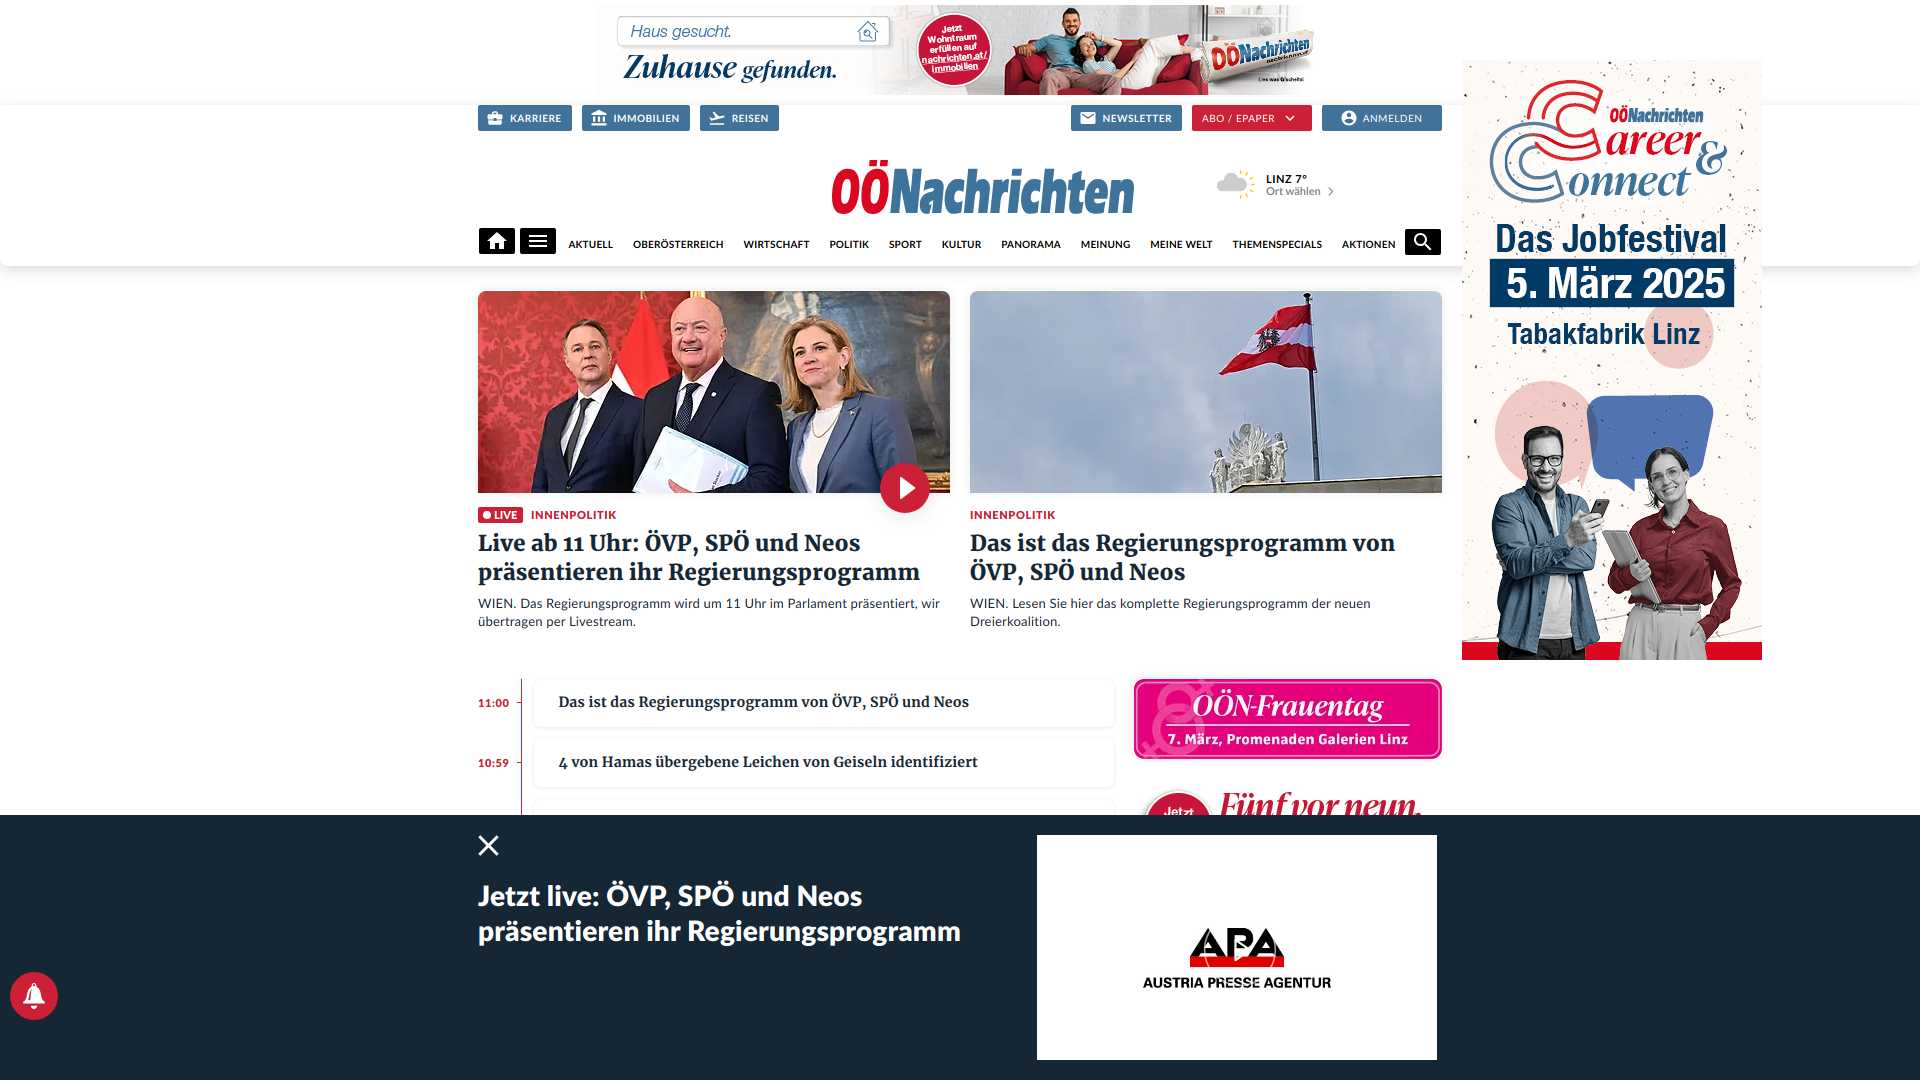 Haus gesucht.
Zuhause gefunden.
Jetzt
Wohntraum
erfüllen auf
nachrichten.at/
immobilien
OÖNachrichten
Lies was G'scheits!
KARRIERE
IMMOBILIEN
REISEN
NEWSLETTER
ABO / EPAPER
ANMELDEN
OÖNachrichten
LINZ 7°
Ort wählen
AKTUELL
OBERÖSTERREICH
WIRTSCHAFT
POLITIK
SPORT
KULTUR
PANORAMA
MEINUNG
MEINE WELT
THEMENSPECIALS
AKTIONEN
OÖNachrichten
Career &
Connect
Das Jobfestival
5. März 2025
Tabakfabrik Linz
LIVE INNENPOLITIK
Live ab 11 Uhr: ÖVP, SPÖ und Neos
präsentieren ihr Regierungsprogramm
WIEN. Das Regierungsprogramm wird um 11 Uhr im Parlament präsentiert, wir
übertragen per Livestream.
INNENPOLITIK
Das ist das Regierungsprogramm von
ÖVP, SPÖ und Neos
WIEN. Lesen Sie hier das komplette Regierungsprogramm der neuen
Dreierkoalition.
11:00 Das ist das Regierungsprogramm von ÖVP, SPÖ und Neos
10:59 4 von Hamas übergebene Leichen von Geiseln identifiziert
OÖN-Frauentag
7. März, Promenaden Galerien Linz
Jetzt
Fünf vor neun.
Jetzt live: ÖVP, SPÖ und Neos
präsentieren ihr Regierungsprogramm
APA
AUSTRIA PRESSE AGENTUR